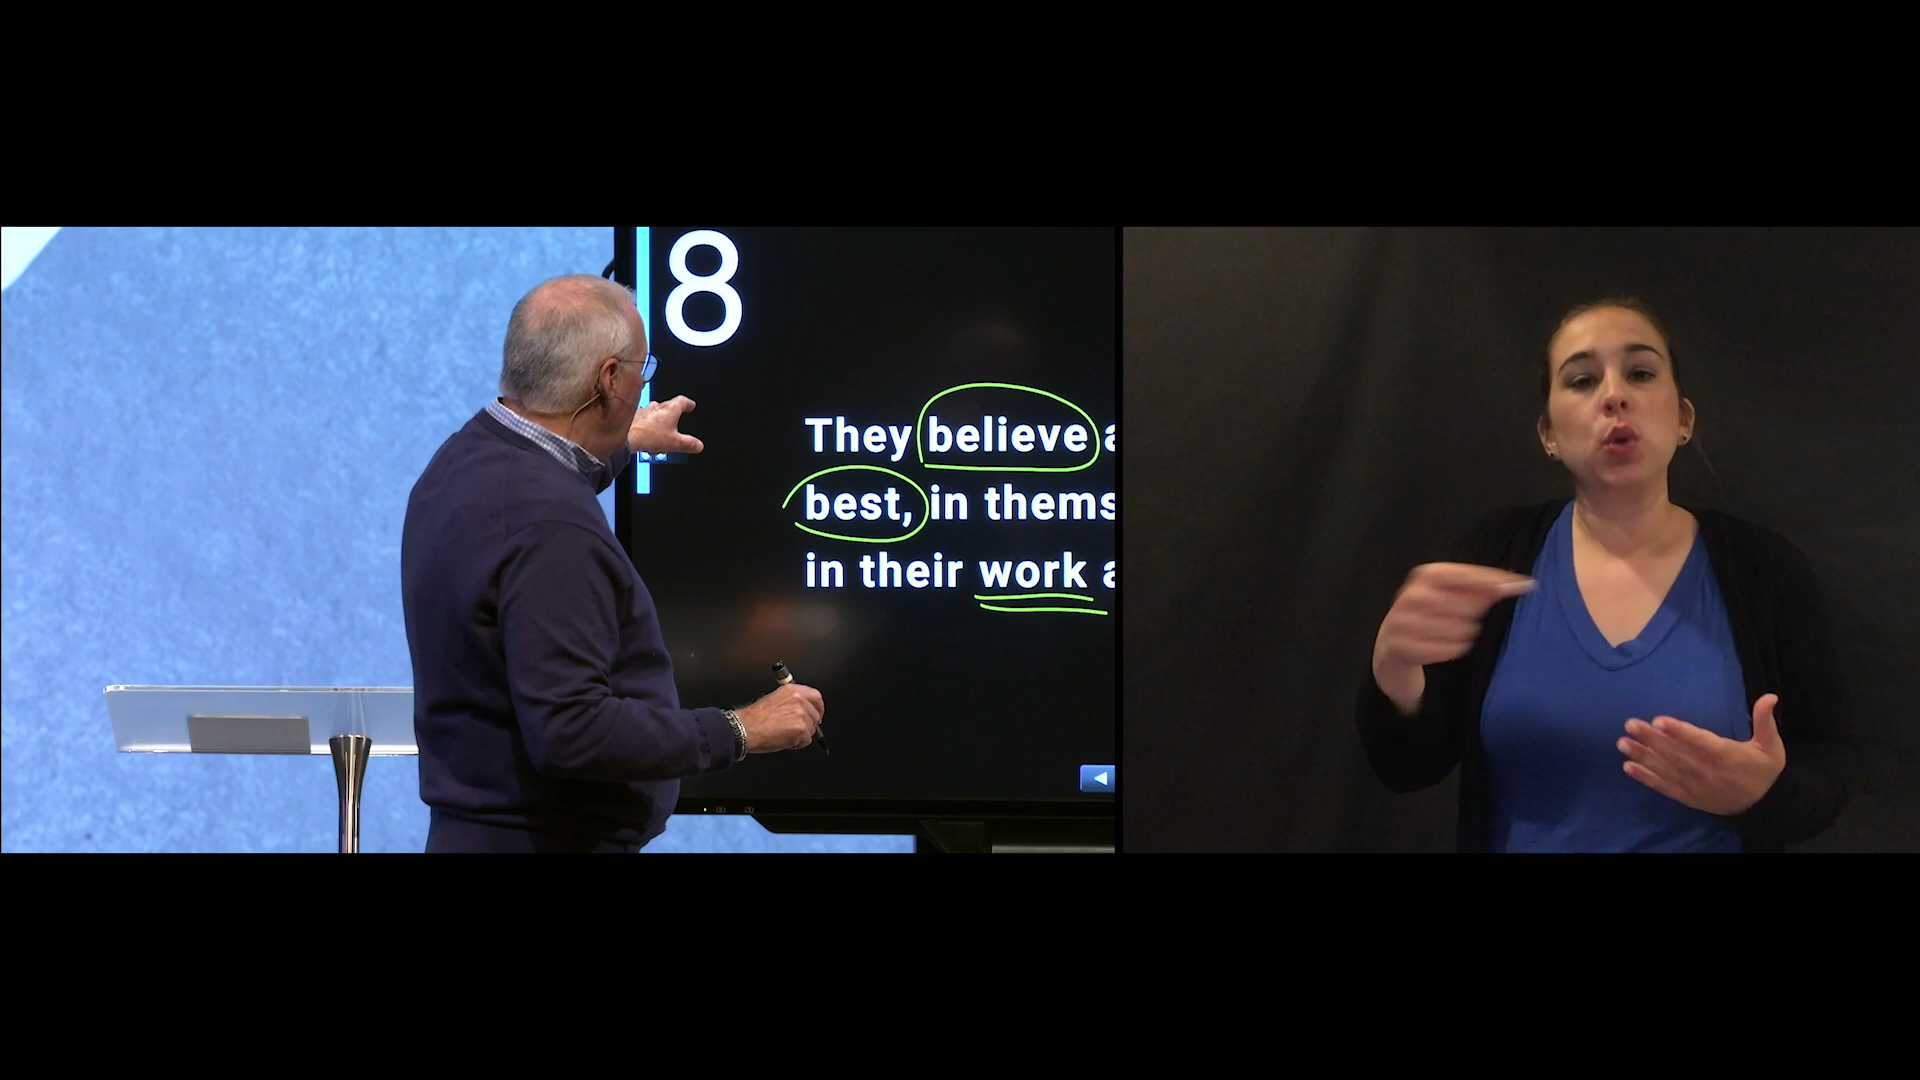 8
They believe a
best, in thems
in their work a